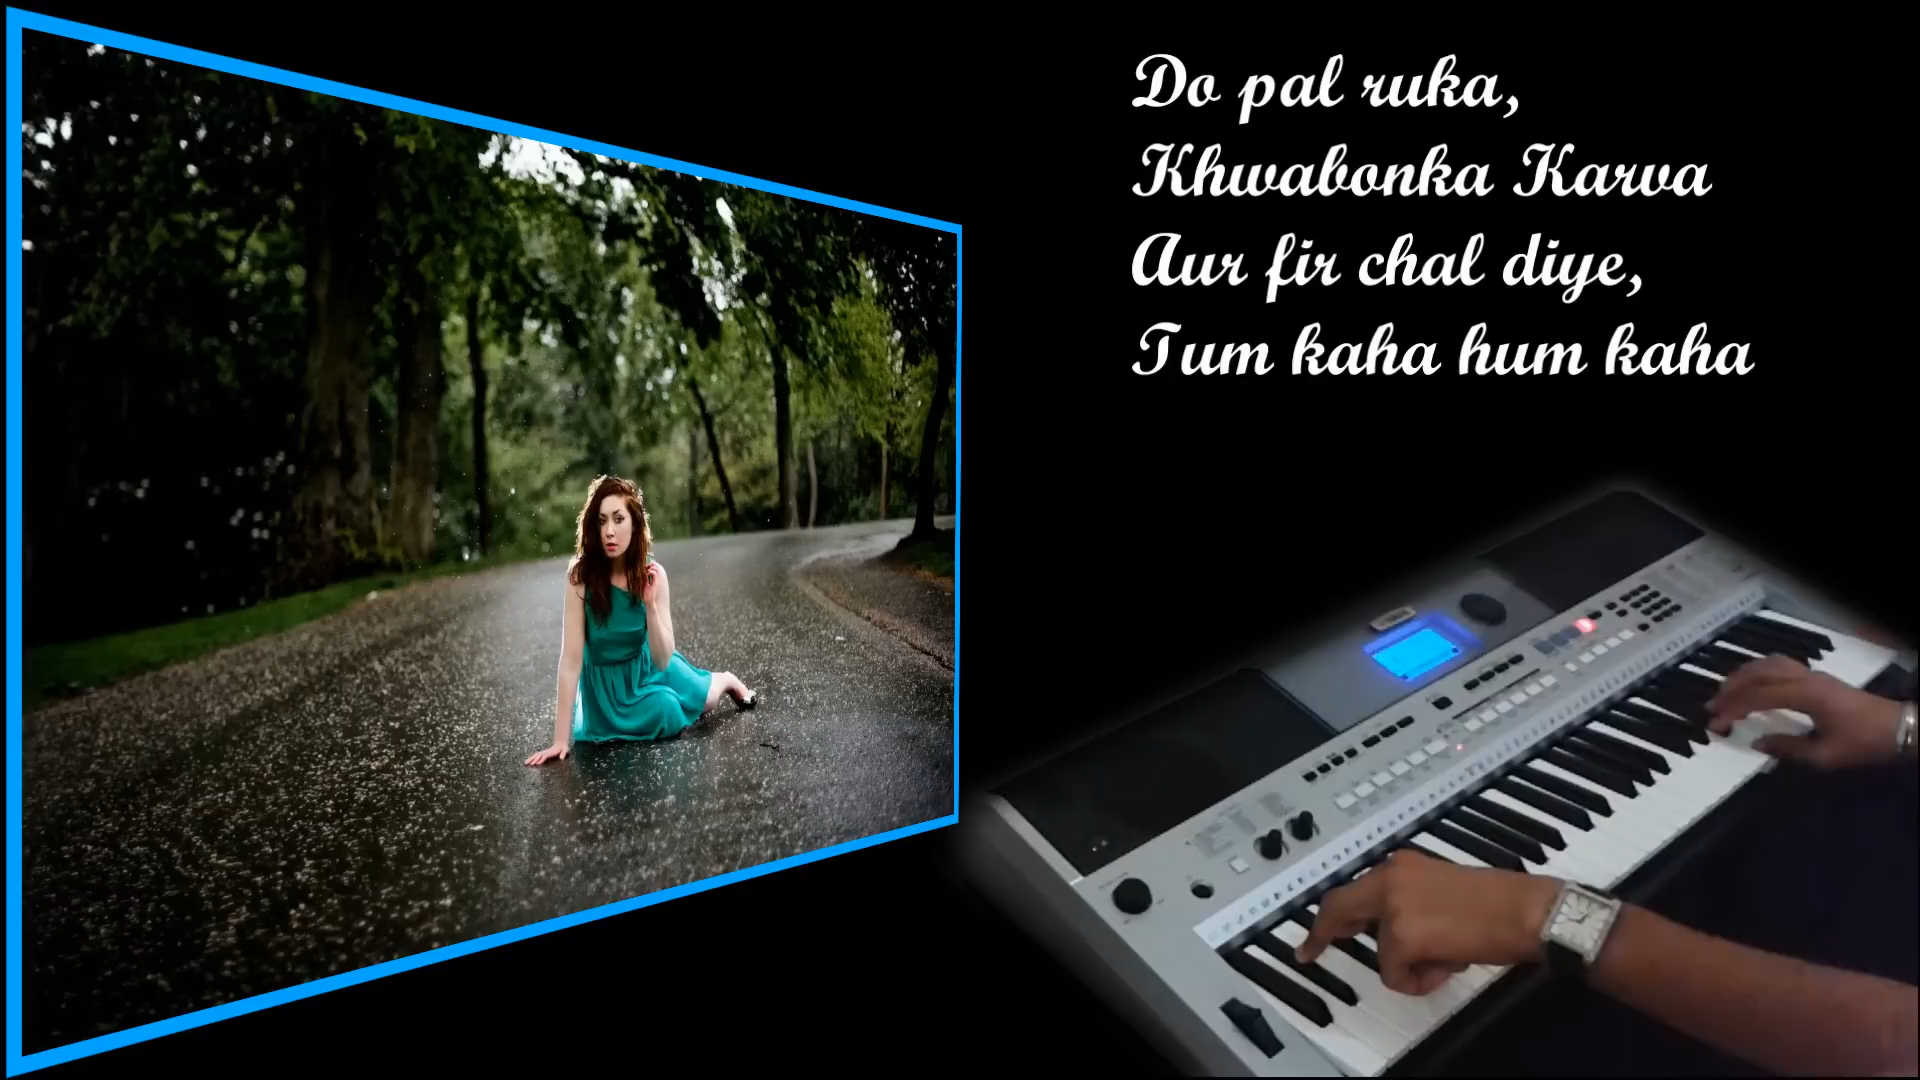 Do pal ruka,
Khwabonka Karva
Aur fir chal diye,
Tum kaha hum kaha